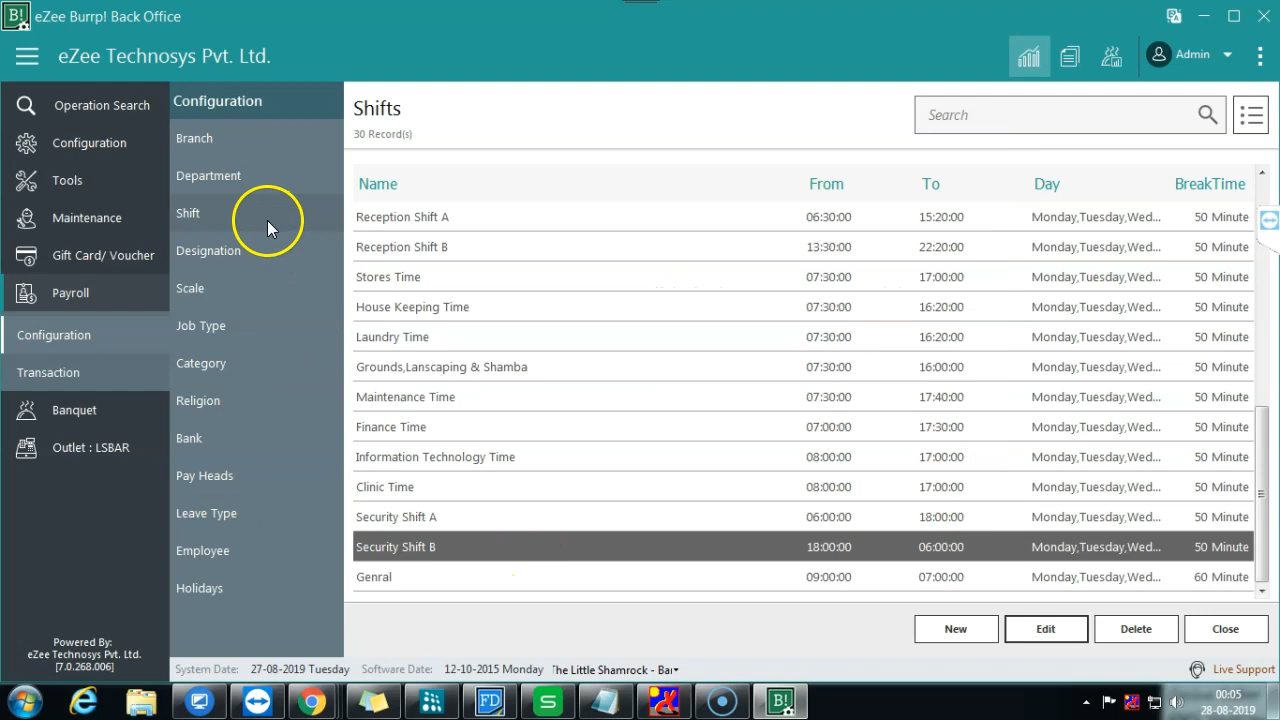 B! eZee Burrp! Back Office
eZee Technosys Pvt. Ltd.
Admin
Operation Search
Configuration
Tools
Maintenance
Gift Card/ Voucher
Payroll
Configuration
Transaction
Banquet
Outlet : LSBAR
Powered By:
eZee Technosys Pvt. Ltd.
[7.0.268.006]
Configuration
Branch
Department
Shift
Designation
Scale
Job Type
Category
Religion
Bank
Pay Heads
Leave Type
Employee
Holidays
Shifts
30 Record(s)
Search
Name From To Day BreakTime
Reception Shift A 06:30:00 15:20:00 Monday,Tuesday,Wed... 50 Minute
Reception Shift B 13:30:00 22:20:00 Monday,Tuesday,Wed... 50 Minute
Stores Time 07:30:00 17:00:00 Monday,Tuesday,Wed... 50 Minute
House Keeping Time 07:30:00 16:20:00 Monday,Tuesday,Wed... 50 Minute
Laundry Time 07:30:00 16:20:00 Monday,Tuesday,Wed... 50 Minute
Grounds,Lanscaping & Shamba 07:30:00 16:00:00 Monday,Tuesday,Wed... 50 Minute
Maintenance Time 07:30:00 17:40:00 Monday,Tuesday,Wed... 50 Minute
Finance Time 07:00:00 17:30:00 Monday,Tuesday,Wed... 50 Minute
Information Technology Time 08:00:00 17:00:00 Monday,Tuesday,Wed... 50 Minute
Clinic Time 08:00:00 17:00:00 Monday,Tuesday,Wed... 50 Minute
Security Shift A 06:00:00 18:00:00 Monday,Tuesday,Wed... 50 Minute
Security Shift B 18:00:00 06:00:00 Monday,Tuesday,Wed... 50 Minute
Genral 09:00:00 07:00:00 Monday,Tuesday,Wed... 60 Minute
New Edit Delete Close
System Date: 27-08-2019 Tuesday Software Date: 12-10-2015 Monday The Little Shamrock - Bar
Live Support
FD S B!
00:05
28-08-2019